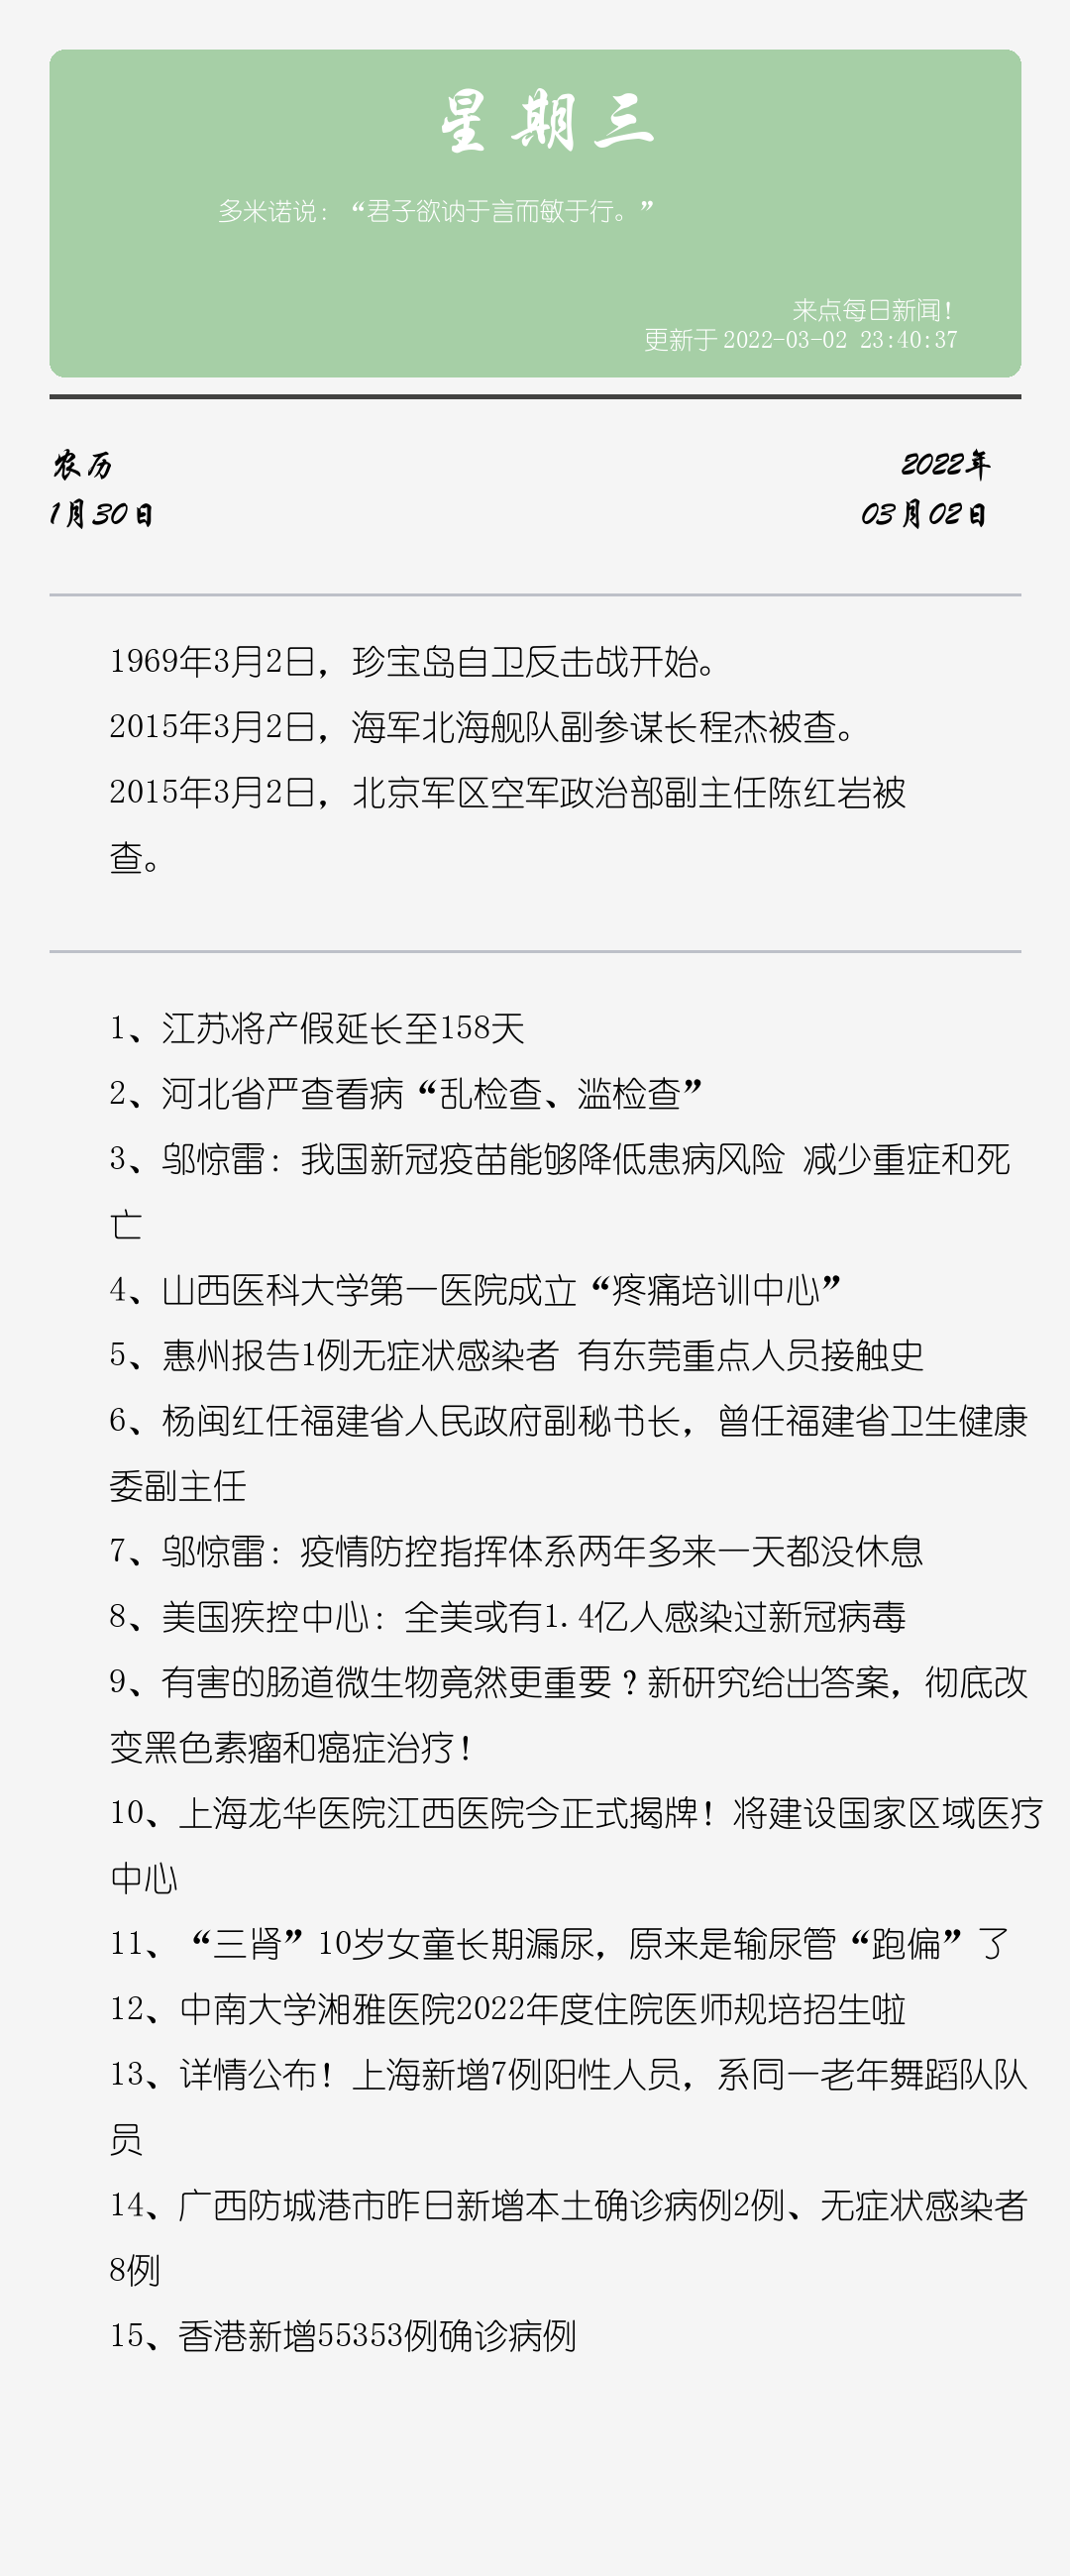 星期三
多米诺说：“君子欲讷于言而敏于行。”
来点每日新闻！
更新于 2022-03-02 23:40:37
农历
2022年
1月30日
03月02日
1969年3月2日，珍宝岛自卫反击战开始。
2015年3月2日，海军北海舰队副参谋长程杰被查。
2015年3月2日，北京军区空军政治部副主任陈红岩被
查。
1、江苏将产假延长至158天
2、河北省严查看病“乱检查、滥检查”
3、邬惊雷：我国新冠疫苗能够降低患病风险 减少重症和死
亡
4、山西医科大学第一医院成立“疼痛培训中心”
5、惠州报告1例无症状感染者 有东莞重点人员接触史
6、杨闽红任福建省人民政府副秘书长，曾任福建省卫生健康
委副主任
7、邬惊雷：疫情防控指挥体系两年多来一天都没休息
8、美国疾控中心：全美或有1.4亿人感染过新冠病毒
9、有害的肠道微生物竟然更重要？新研究给出答案，彻底改
变黑色素瘤和癌症治疗！
10、上海龙华医院江西医院今正式揭牌！将建设国家区域医疗
中心
11、“三肾”10岁女童长期漏尿，原来是输尿管“跑偏”了
12、中南大学湘雅医院2022年度住院医师规培招生啦
13、详情公布！上海新增7例阳性人员，系同一老年舞蹈队队
员
14、广西防城港市昨日新增本土确诊病例2例、无症状感染者
8例
15、香港新增55353例确诊病例